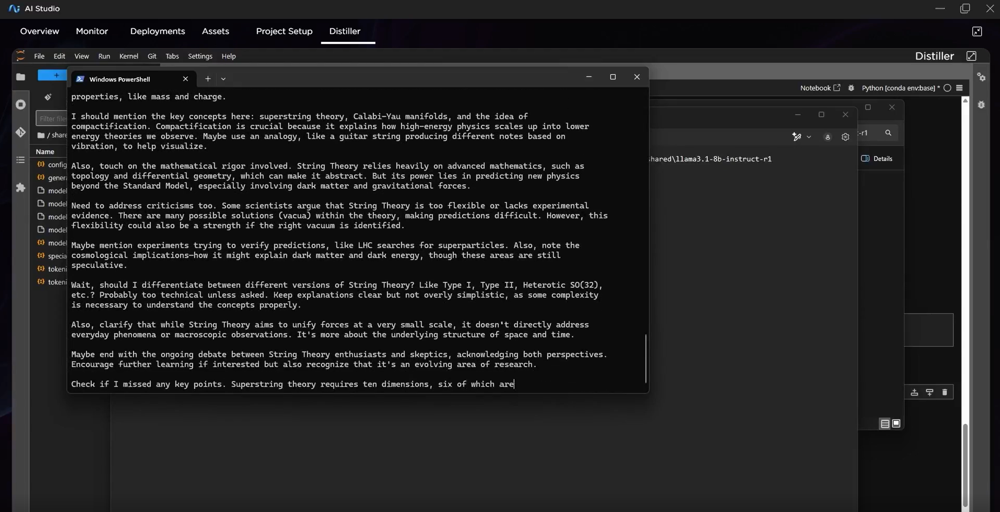 AI Studio
Overview Monitor Deployments Assets Project Setup Distiller
File Edit View Run Kernel Git Tabs Settings Help
Distiller
Windows PowerShell
Notebook
Python [conda env:base] *
Filter
/ share
Name
config
genera
model
model
model
model
model
specia
tokeni
tokeni
properties, like mass and charge.
I should mention the key concepts here: superstring theory, Calabi-Yau manifolds, and the idea of
compactification. Compactification is crucial because it explains how high-energy physics scales up into lower
energy theories we observe. Maybe use an analogy, like a guitar string producing different notes based on
vibration, to help visualize.
Also, touch on the mathematical rigor involved. String Theory relies heavily on advanced mathematics, such as
topology and differential geometry, which can make it abstract. But its power lies in predicting new physics
beyond the Standard Model, especially involving dark matter and gravitational forces.
Need to address criticisms too. Some scientists argue that String Theory is too flexible or lacks experimental
evidence. There are many possible solutions (vacua) within the theory, making predictions difficult. However, this
flexibility could also be a strength if the right vacuum is identified.
Maybe mention experiments trying to verify predictions, like LHC searches for superparticles. Also, note the
cosmological implications—how it might explain dark matter and dark energy, though these areas are still
speculative.
Wait, should I differentiate between different versions of String Theory? Like Type I, Type II, Heterotic SO(32),
etc.? Probably too technical unless asked. Keep explanations clear but not overly simplistic, as some complexity
is necessary to understand the concepts properly.
Also, clarify that while String Theory aims to unify forces at a very small scale, it doesn't directly address
everyday phenomena or macroscopic observations. It's more about the underlying structure of space and time.
Maybe end with the ongoing debate between String Theory enthusiasts and skeptics, acknowledging both perspectives.
Encourage further learning if interested but also recognize that it's an evolving area of research.
Check if I missed any key points. Superstring theory requires ten dimensions, six of which are
-r1
shared\llama3.1-8b-instruct-r1
Details